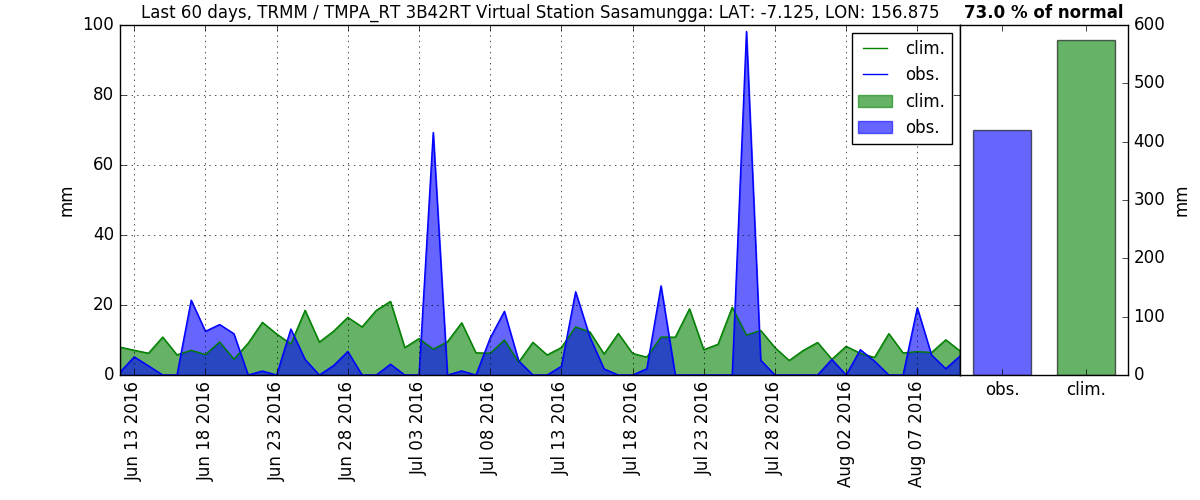 Last 60 days, TRMM / TMPA_RT 3B42RT Virtual Station Sasamungga: LAT: -7.125, LON: 156.875
73.0 % of normal
100
80
60
40
20
0
mm
clim.
obs.
clim.
obs.
600
500
400
300
200
100
0
mm
obs.
clim.
Jun 13 2016
Jun 18 2016
Jun 23 2016
Jun 28 2016
Jul 03 2016
Jul 08 2016
Jul 13 2016
Jul 18 2016
Jul 23 2016
Jul 28 2016
Aug 02 2016
Aug 07 2016